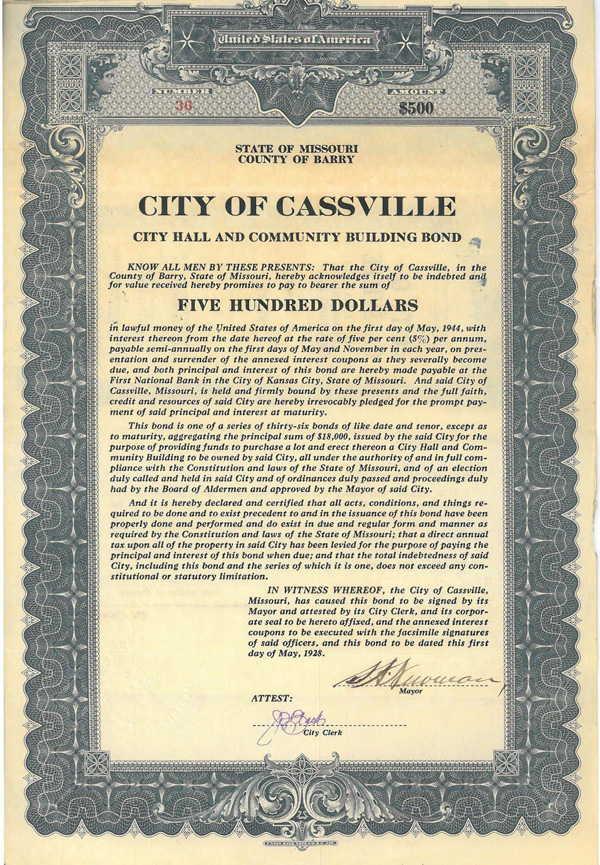 United States of America
NUMBER AMOUNT
36 $500
STATE OF MISSOURI
COUNTY OF BARRY
CITY OF CASSVILLE
CITY HALL AND COMMUNITY BUILDING BOND
KNOW ALL MEN BY THESE PRESENTS: That the City of Cassville, in the
County of Barry, State of Missouri, hereby acknowledges itself to be indebted and
for value received hereby promises to pay to bearer the sum of
FIVE HUNDRED DOLLARS
in lawful money of the United States of America on the first day of May, 1944, with
interest thereon from the date hereof at the rate of five per cent (5%) per annum,
payable semi-annually on the first days of May and November in each year, on pres-
entation and surrender of the annexed interest coupons as they severally become
due, and both principal and interest of this bond are hereby made payable at the
First National Bank in the City of Kansas City, State of Missouri. And said City of
Cassville, Missouri, is held and firmly bound by these presents and the full faith,
credit and resources of said City are hereby irrevocably pledged for the prompt pay-
ment of said principal and interest at maturity.
This bond is one of a series of thirty-six bonds of like date and tenor, except as
to maturity, aggregating the principal sum of $18,000, issued by the said City for the
purpose of providing funds to purchase a lot and erect thereon a City Hall and Com-
munity Building to be owned by said City, all under the authority of and in full com-
pliance with the Constitution and laws of the State of Missouri, and of an election
duly called and held in said City and of ordinances duly passed and proceedings duly
had by the Board of Aldermen and approved by the Mayor of said City.
And it is hereby declared and certified that all acts, conditions, and things re-
quired to be done and to exist precedent to and in the issuance of this bond have been
properly done and performed and do exist in due and regular form and manner as
required by the Constitution and laws of the State of Missouri; that a direct annual
tax upon all of the property in said City has been levied for the purpose of paying the
principal and interest of this bond when due; and that the total indebtedness of said
City, including this bond and the series of which it is one, does not exceed any con-
stitutional or statutory limitation.
IN WITNESS WHEREOF, the City of Cassville,
Missouri, has caused this bond to be signed by its
Mayor and attested by its City Clerk, and its corpor-
ate seal to be hereto affixed, and the annexed interest
coupons to be executed with the facsimile signatures
of said officers, and this bond to be dated this first
day of May, 1928.
Newman
Mayor
ATTEST:
City Clerk